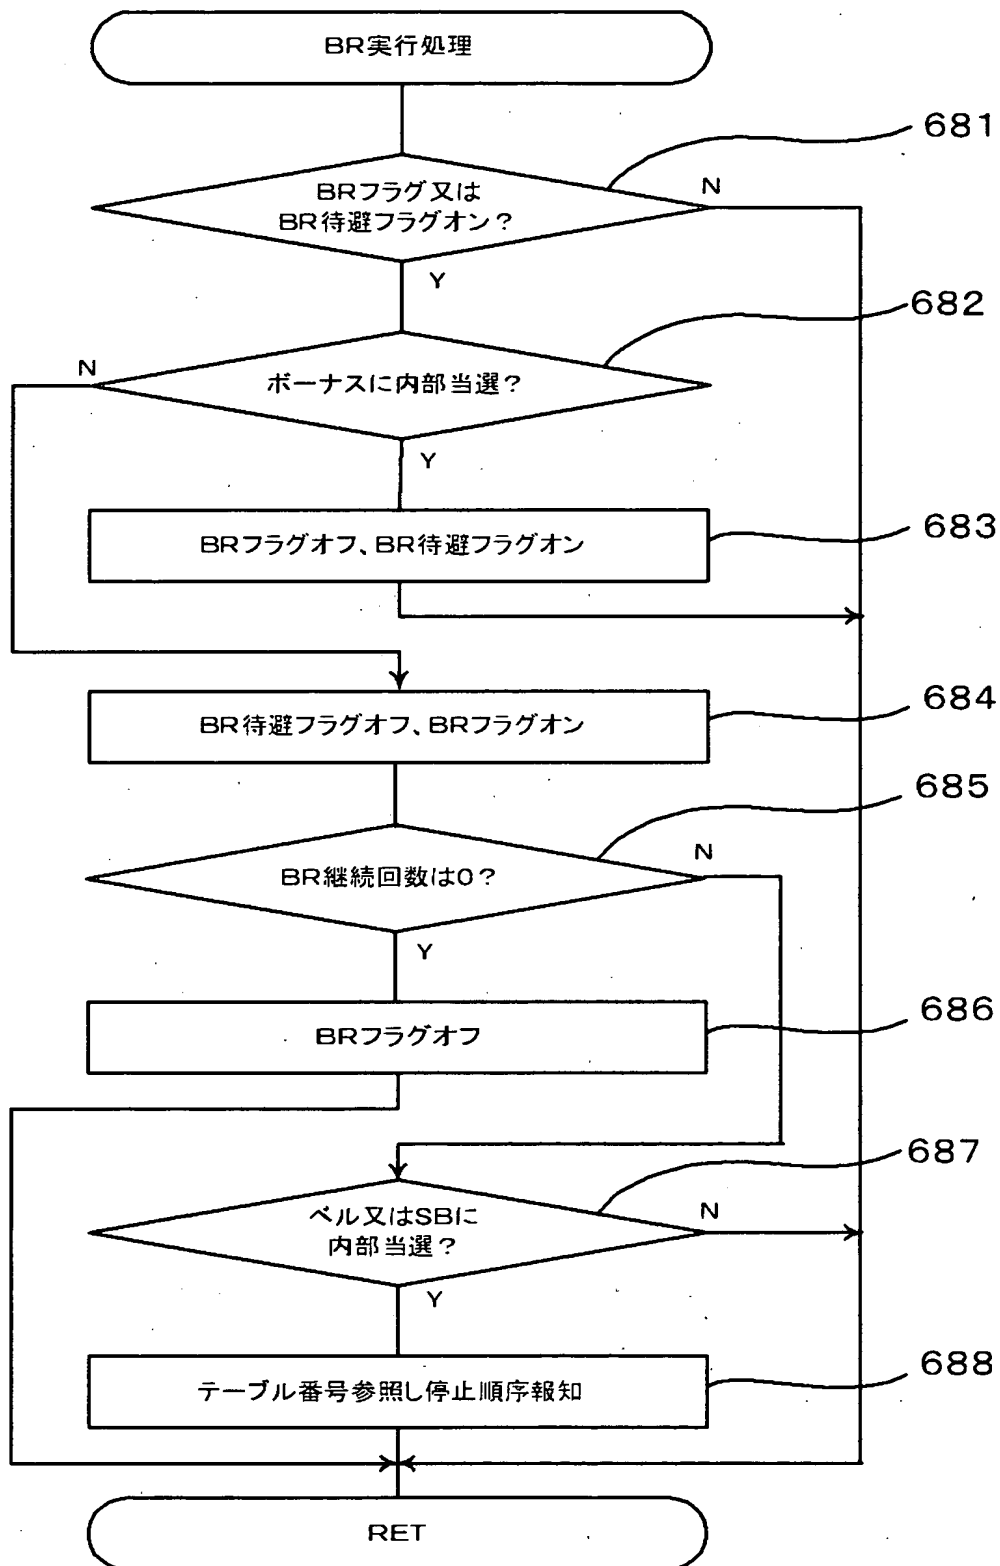 BR実行処理
681
BRフラグ又は
BR待避フラグオン?
N
Y
682
N
ボーナスに内部当選?
Y
683
BRフラグオフ、BR待避フラグオン
684
BR待避フラグオフ、BRフラグオン
685
N
BR継続回数は0?
Y
686
BRフラグオフ
687
N
ベル又はSBに
内部当選?
Y
688
テーブル番号参照し停止順序報知
RET